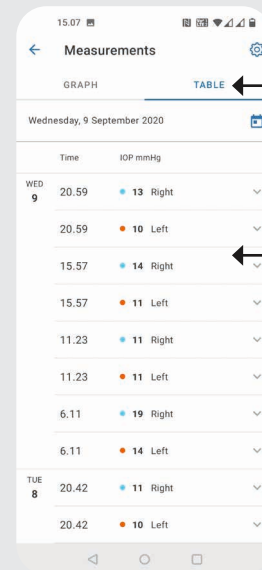 15.07
Measurements
GRAPH TABLE
Wednesday, 9 September 2020
Time IOP mmHg
WED
9
20.59 13 Right
20.59 10 Left
15.57 14 Right
15.57 11 Left
11.23 11 Right
11.23 11 Left
6.11 19 Right
6.11 14 Left
TUE
8
20.42 11 Right
20.42 10 Left